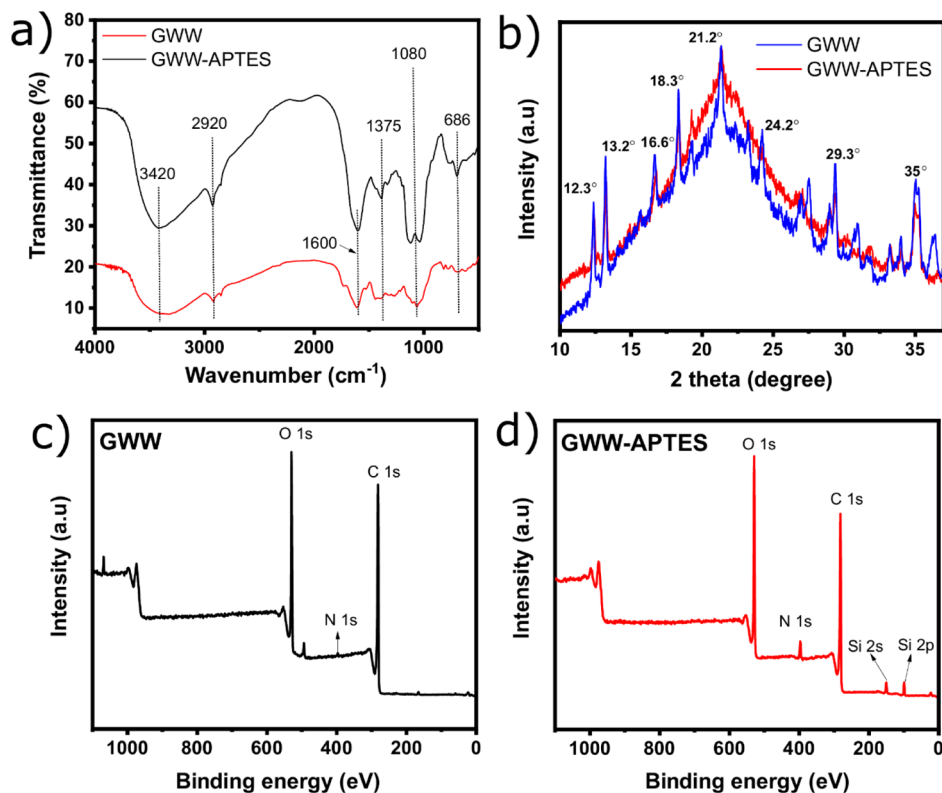 a)
GWW
GWW-APTES
1080
2920
1375
686
3420
1600
80
70
60
50
40
30
20
10
Transmittance (%)
4000
3000
2000
1000
Wavenumber (cm⁻¹)
b)
GWW
GWW-APTES
21.2°
18.3°
13.2°
16.6°
24.2°
12.3°
29.3°
35°
Intensity (a.u)
10
15
20
25
30
35
2 theta (degree)
c)
GWW
O 1s
C 1s
N 1s
Intensity (a.u)
1000
800
600
400
200
0
Binding energy (eV)
d)
GWW-APTES
O 1s
C 1s
N 1s
Si 2s
Si 2p
Intensity (a.u)
1000
800
600
400
200
0
Binding energy (eV)